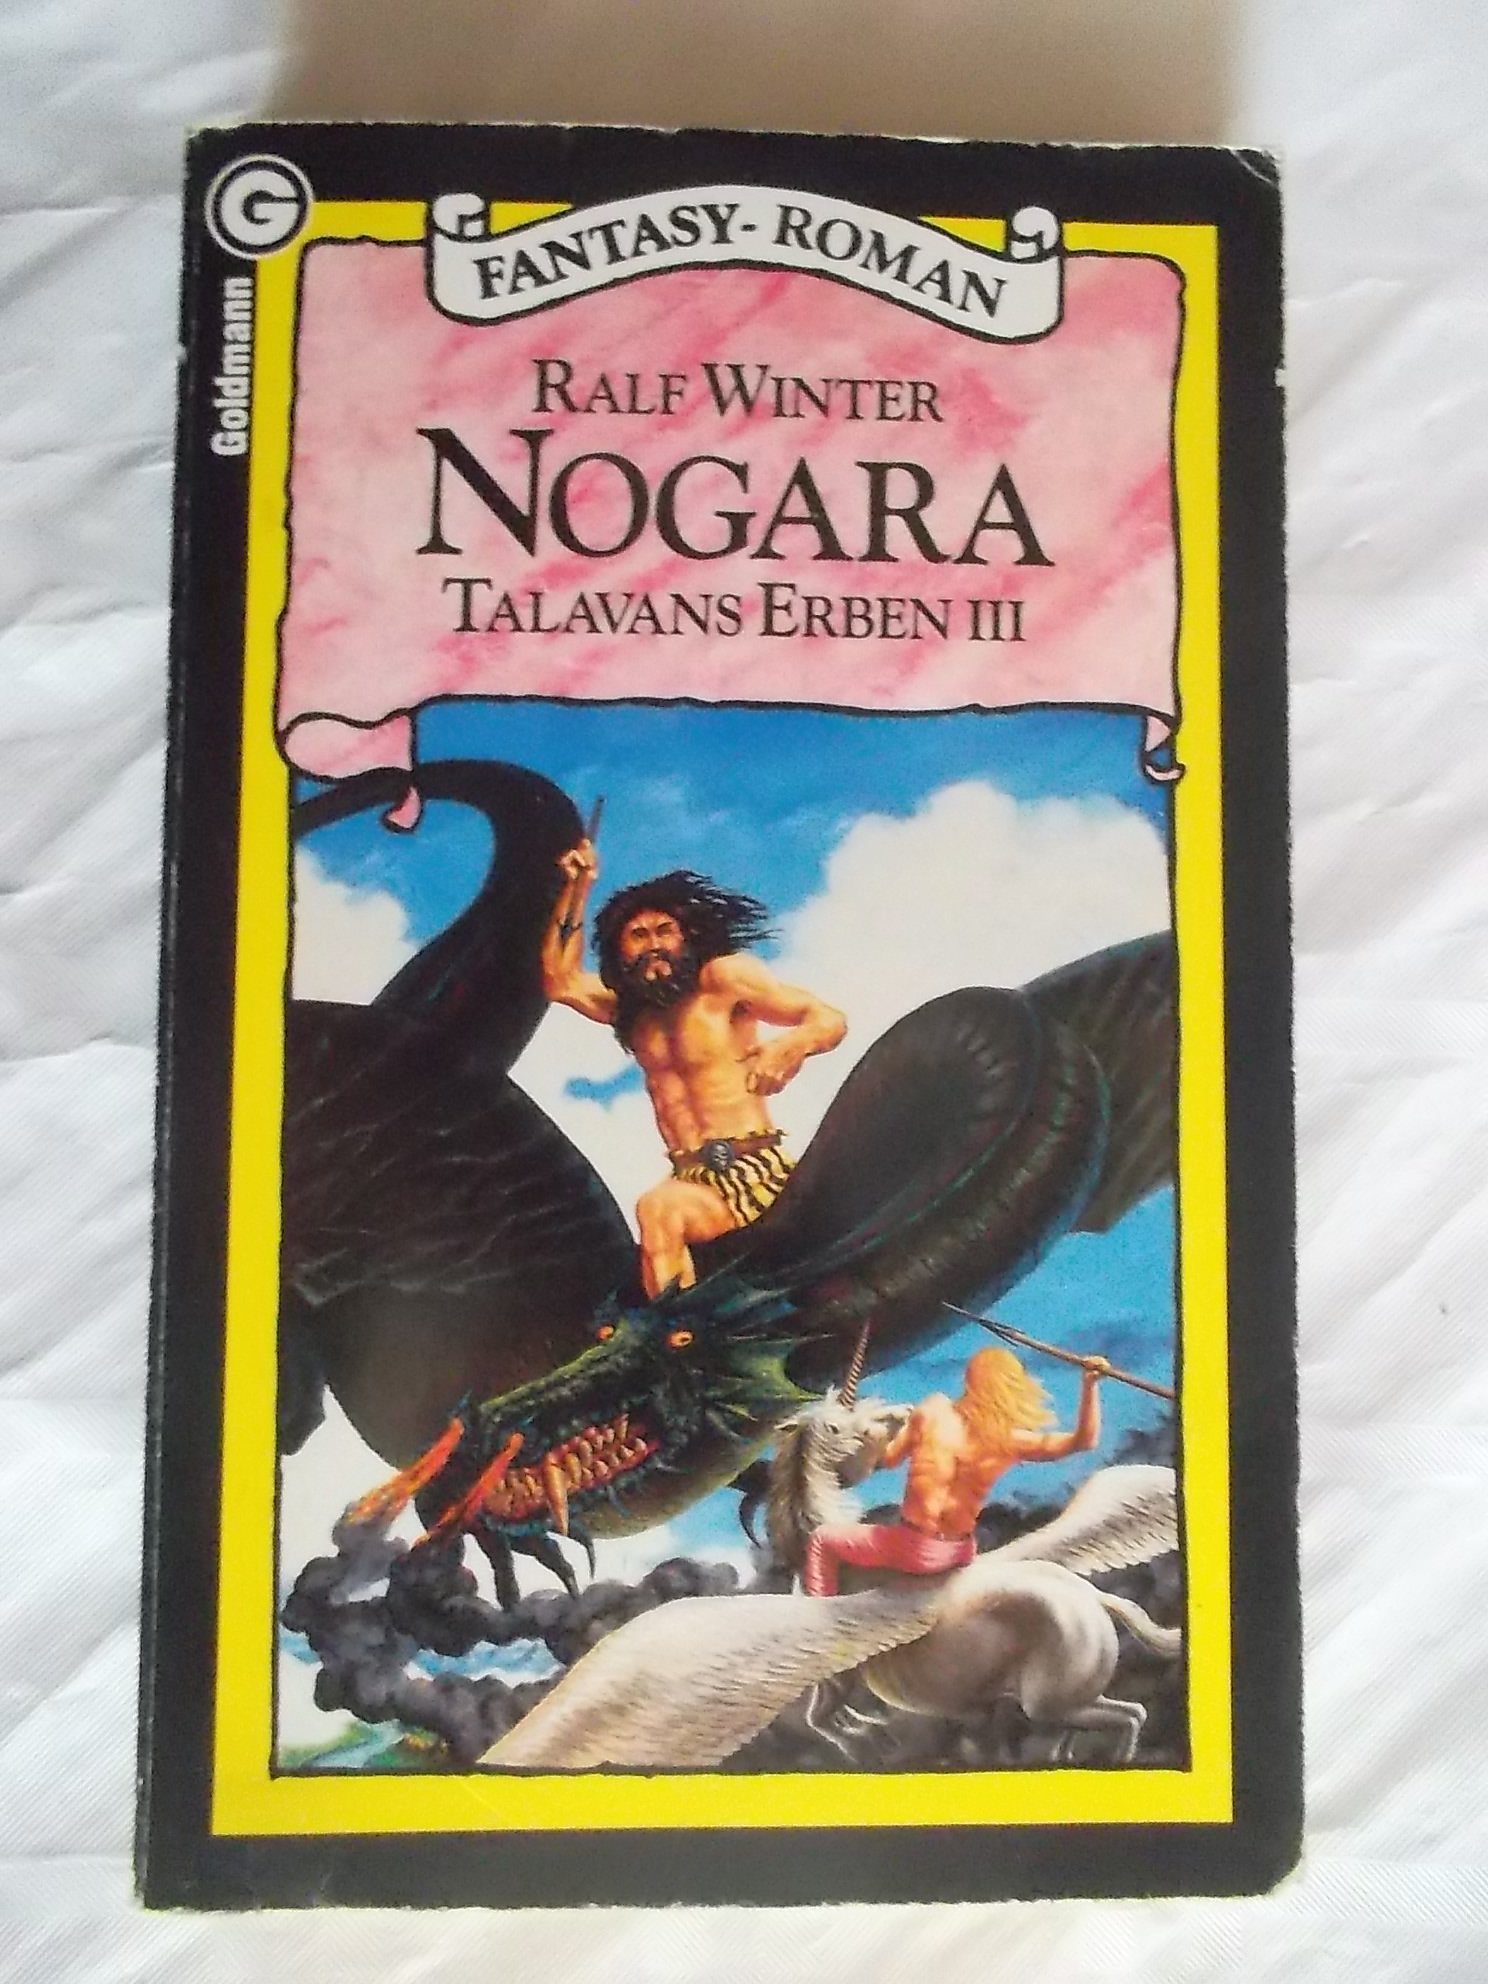 G
Goldmann
FANTASY-ROMAN
RALF WINTER
NOGARA
TALAVANS ERBEN III